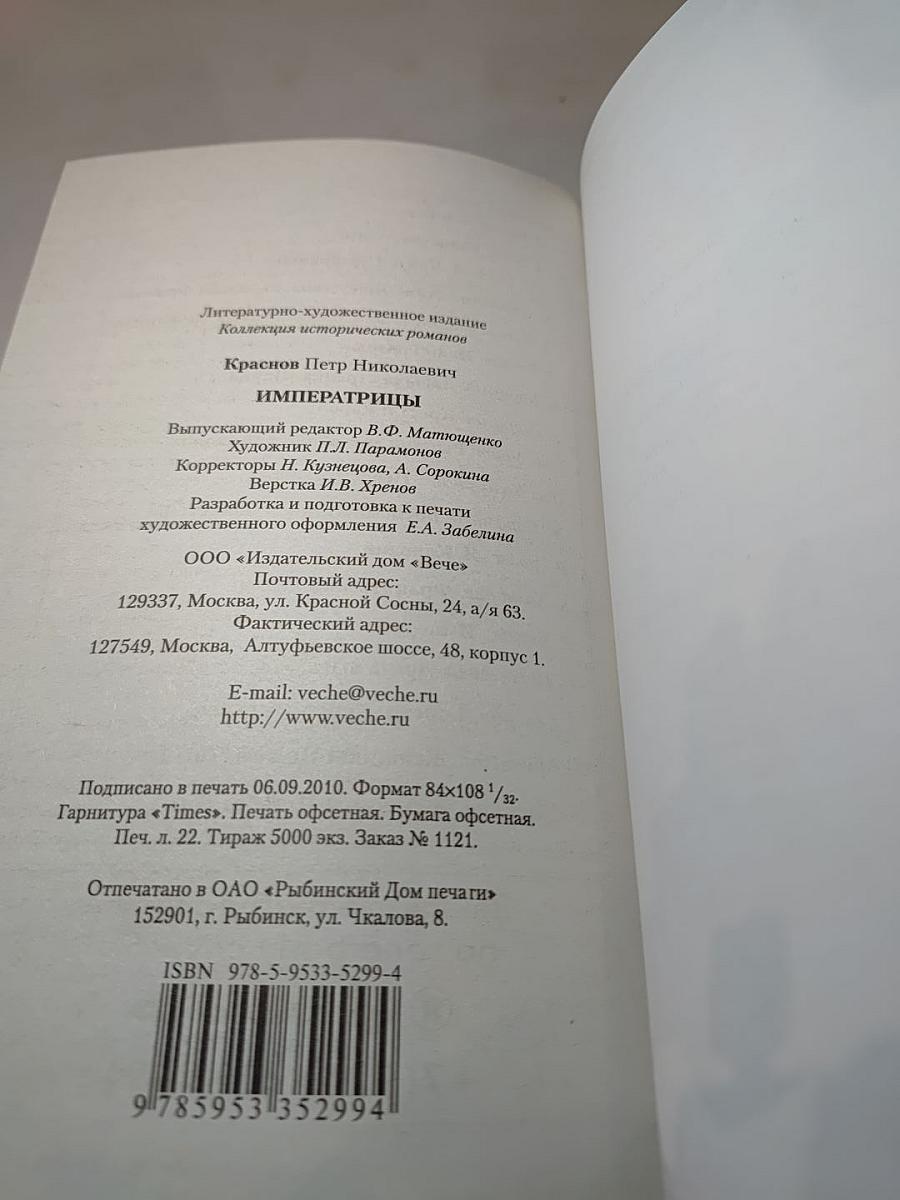 Литературно-художественное издание
Коллекция исторических романов
Краснов Петр Николаевич
ИМПЕРАТРИЦЫ
Выпускающий редактор В.Ф. Матющенко
Художник П.Л. Парамонов
Корректоры Н. Кузнецова, А. Сорокина
Верстка И.В. Хренов
Разработка и подготовка к печати
художественного оформления Е.А. Забелина
ООО «Издательский дом «Вече»
Почтовый адрес:
129337, Москва, ул. Красной Сосны, 24, а/я 63.
Фактический адрес:
127549, Москва, Алтуфьевское шоссе, 48, корпус 1.
E-mail: veche@veche.ru
http://www.veche.ru
Подписано в печать 06.09.2010. Формат 84×108 1/32.
Гарнитура «Times». Печать офсетная. Бумага офсетная.
Печ. л. 22. Тираж 5000 экз. Заказ № 1121.
Отпечатано в ОАО «Рыбинский Дом печати»
152901, г. Рыбинск, ул. Чкалова, 8.
ISBN 978-5-9533-5299-4
9 785953 352994